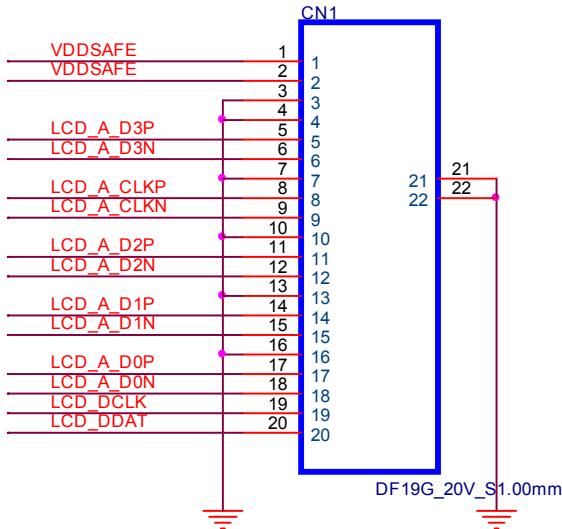 CN1
VDDSAFE 1 1
VDDSAFE 2 2
3 3
4 4
LCD_A_D3P 5 5
LCD_A_D3N 6 6
7 7
LCD_A_CLKP 8 8
LCD_A_CLKN 9 9
10 10
LCD_A_D2P 11 11
LCD_A_D2N 12 12
13 13
LCD_A_D1P 14 14
LCD_A_D1N 15 15
16 16
LCD_A_D0P 17 17
LCD_A_D0N 18 18
LCD_DCLK 19 19
LCD_DDAT 20 20
21 21
22 22
DF19G_20V_S1.00mm